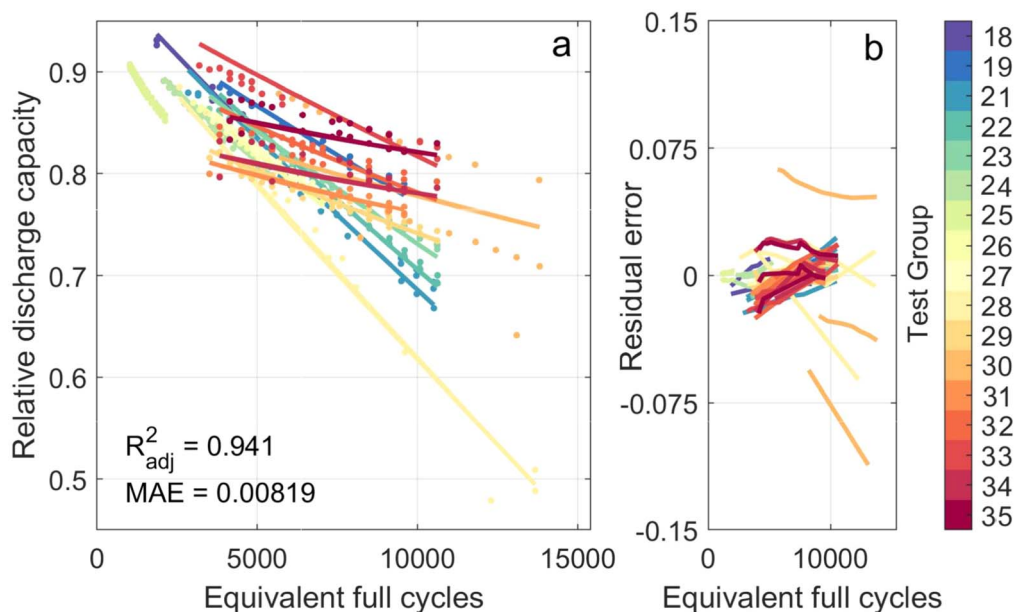 a
0.9
0.8
0.7
0.6
0.5
Relative discharge capacity
R²adj = 0.941
MAE = 0.00819
0 5000 10000 15000
Equivalent full cycles
b
0.15
0.075
0
-0.075
-0.15
Residual error
0 10000
Equivalent full cycles
Test Group
18
19
21
22
23
24
25
26
27
28
29
30
31
32
33
34
35